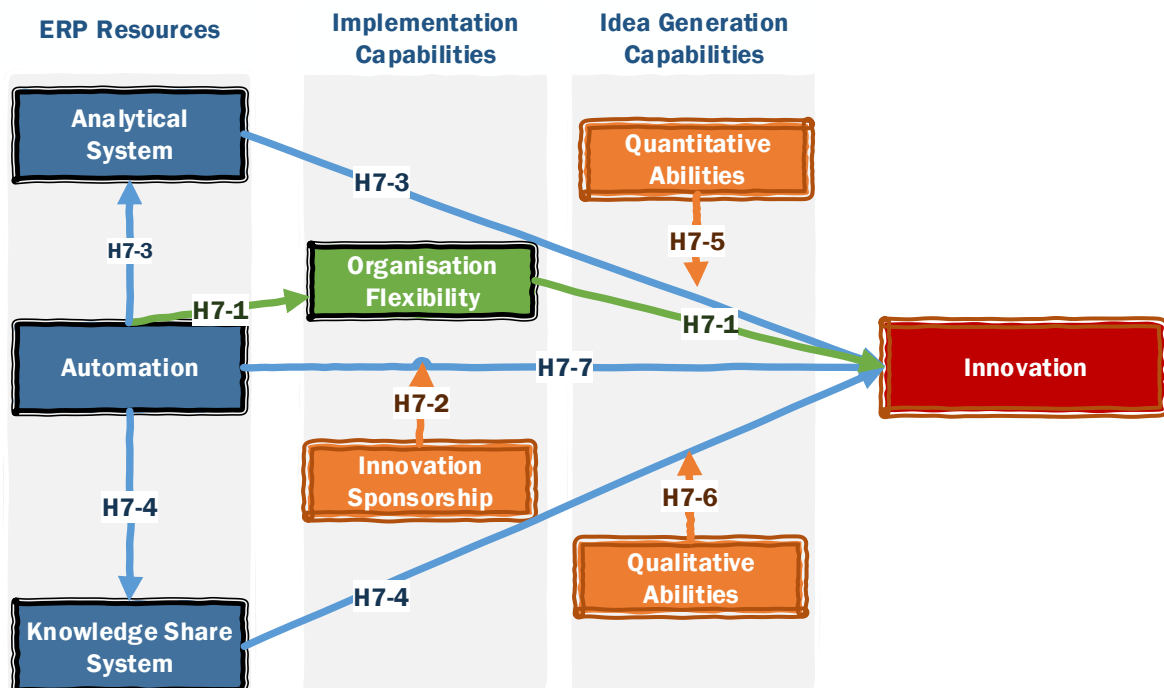 ERP Resources
Implementation
Capabilities
Idea Generation
Capabilities
Analytical
System
Quantitative
Abilities
H7-3
H7-5
H7-3
Organisation
Flexibility
H7-1
H7-1
Automation
H7-7
Innovation
H7-2
Innovation
Sponsorship
H7-4
H7-6
Qualitative
Abilities
H7-4
Knowledge Share
System